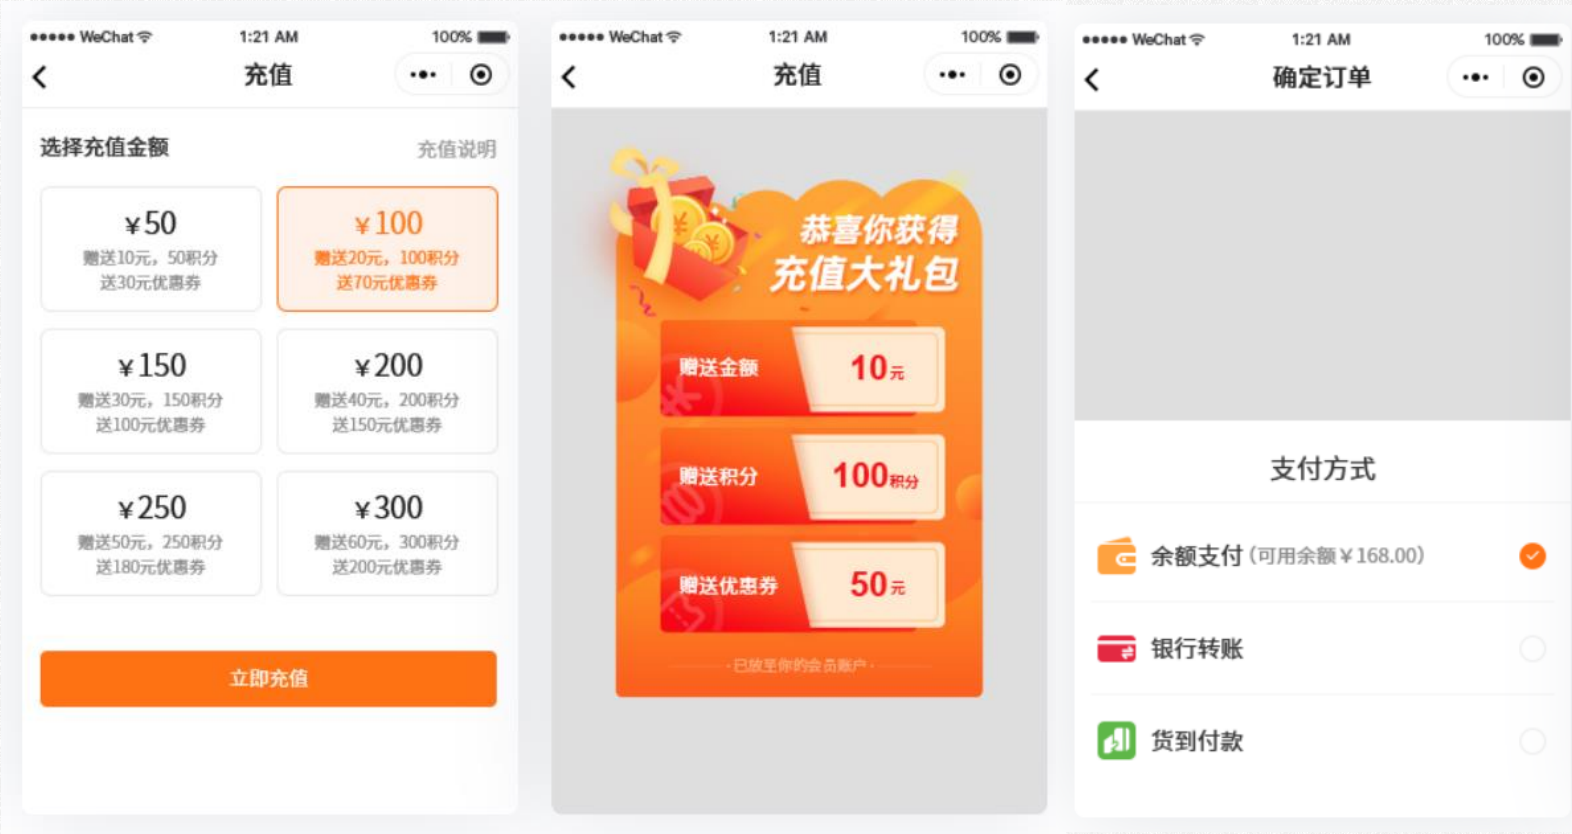 WeChat
1:21 AM
100%
充值
选择充值金额
充值说明
¥50
赠送10元，50积分
送30元优惠券
¥100
赠送20元，100积分
送70元优惠券
¥150
赠送30元，150积分
送100元优惠券
¥200
赠送40元，200积分
送150元优惠券
¥250
赠送50元，250积分
送180元优惠券
¥300
赠送60元，300积分
送200元优惠券
立即充值
WeChat
1:21 AM
100%
充值
恭喜你获得
充值大礼包
赠送金额
10元
赠送积分
100积分
赠送优惠券
50元
·已放至你的会员账户·
WeChat
1:21 AM
100%
确定订单
支付方式
余额支付(可用余额¥168.00)
银行转账
货到付款